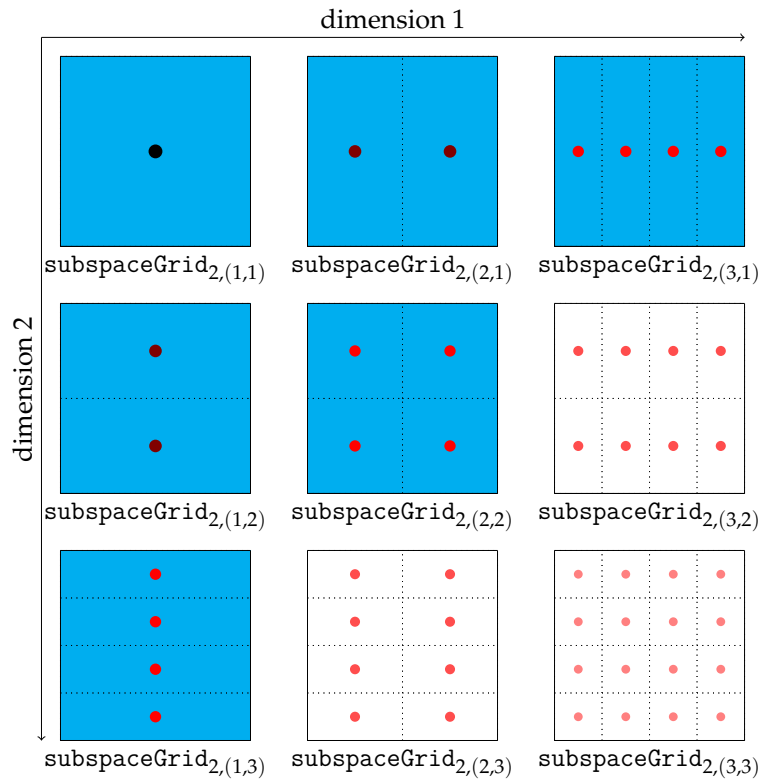 dimension 1
subspaceGrid2,(1,1)
subspaceGrid2,(2,1)
subspaceGrid2,(3,1)
dimension 2
subspaceGrid2,(1,2)
subspaceGrid2,(2,2)
subspaceGrid2,(3,2)
subspaceGrid2,(1,3)
subspaceGrid2,(2,3)
subspaceGrid2,(3,3)